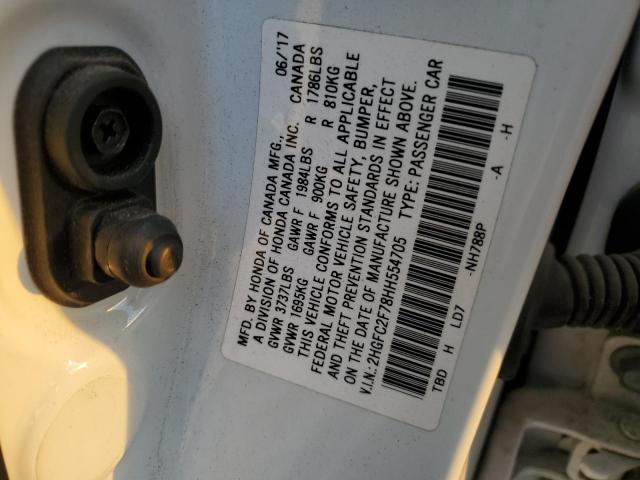 MFD. BY HONDA OF CANADA MFG., 06/'17
A DIVISION OF HONDA CANADA INC. CANADA
GVWR 3737LBS GAWR F 1984LBS R 1786LBS
GVWR 1695KG GAWR F 900KG R 810KG
THIS VEHICLE CONFORMS TO ALL APPLICABLE
FEDERAL MOTOR VEHICLE SAFETY, BUMPER,
AND THEFT PREVENTION STANDARDS IN EFFECT
ON THE DATE OF MANUFACTURE SHOWN ABOVE.
V.I.N.: 2HGFC2F78HH554705 TYPE: PASSENGER CAR
TBD H LD7 -NH788P -A -H